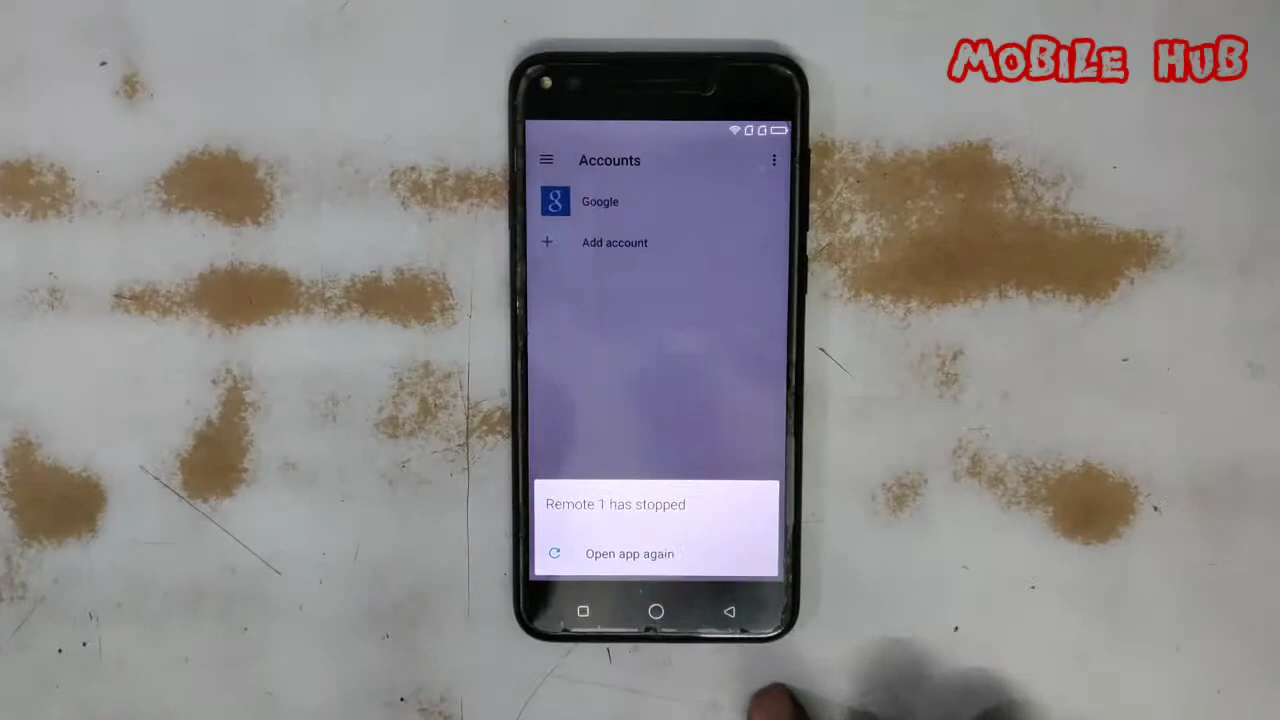 MOBILE HUB
Accounts
Google
Add account
Remote 1 has stopped
Open app again